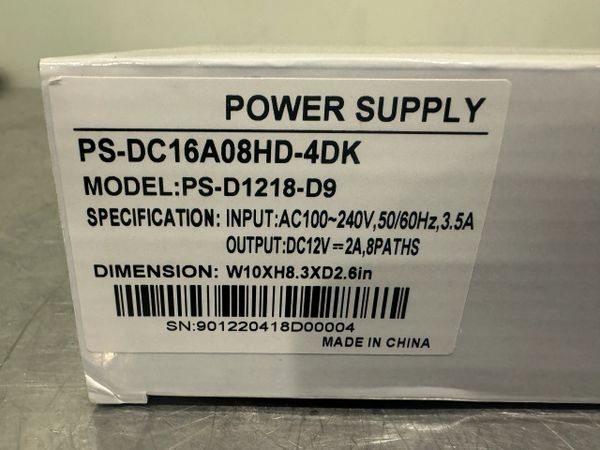 POWER SUPPLY
PS-DC16A08HD-4DK
MODEL:PS-D1218-D9
SPECIFICATION: INPUT:AC100~240V,50/60Hz,3.5A
OUTPUT:DC12V⎓2A,8PATHS
DIMENSION: W10XH8.3XD2.6in
SN:901220418D00004
MADE IN CHINA